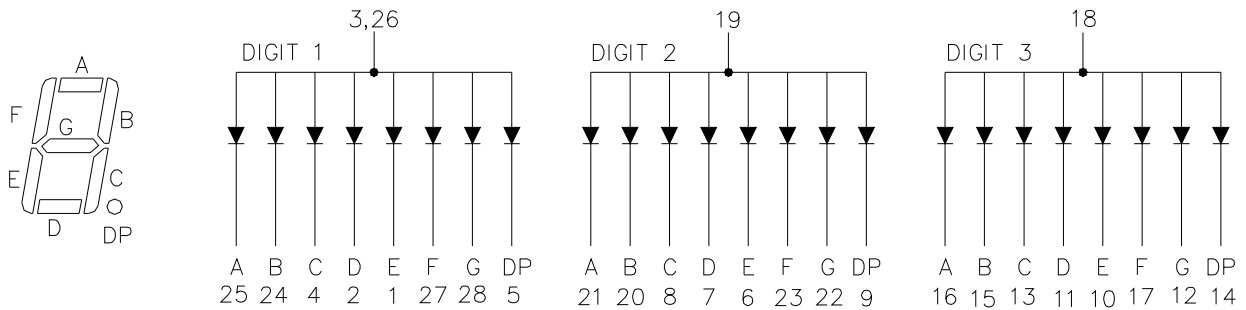 3,26
19
18
DIGIT 1
DIGIT 2
DIGIT 3
A
F
G
B
E
C
D
DP
A B C D E F G DP
25 24 4 2 1 27 28 5
A B C D E F G DP
21 20 8 7 6 23 22 9
A B C D E F G DP
16 15 13 11 10 17 12 14